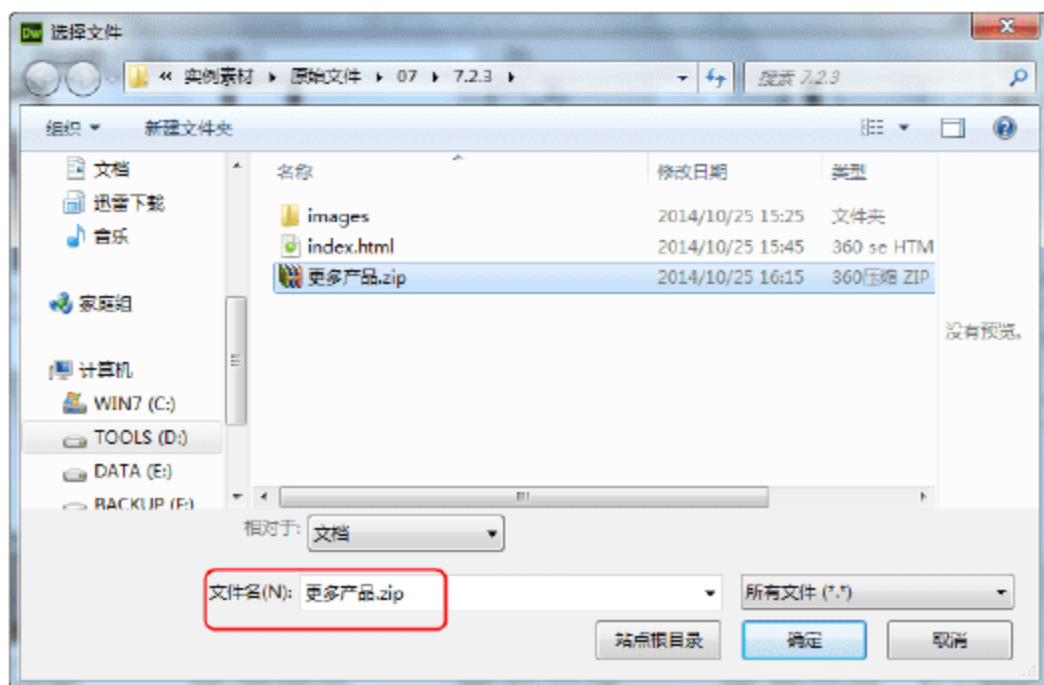 Dw 选择文件
« 实例素材 ▸ 原始文件 ▸ 07 ▸ 7.2.3 ▸
搜索 7.2.3
组织 新建文件夹
名称 修改日期 类型
文档
迅雷下载
音乐
家庭组
计算机
WIN7 (C:)
TOOLS (D:)
DATA (E:)
BACKUP (F:)
images 2014/10/25 15:25 文件夹
index.html 2014/10/25 15:45 360 se HTM
更多产品.zip 2014/10/25 16:15 360压缩 ZIP
没有预览。
相对于: 文档
文件名(N): 更多产品.zip 所有文件 (*.*)
站点根目录 确定 取消